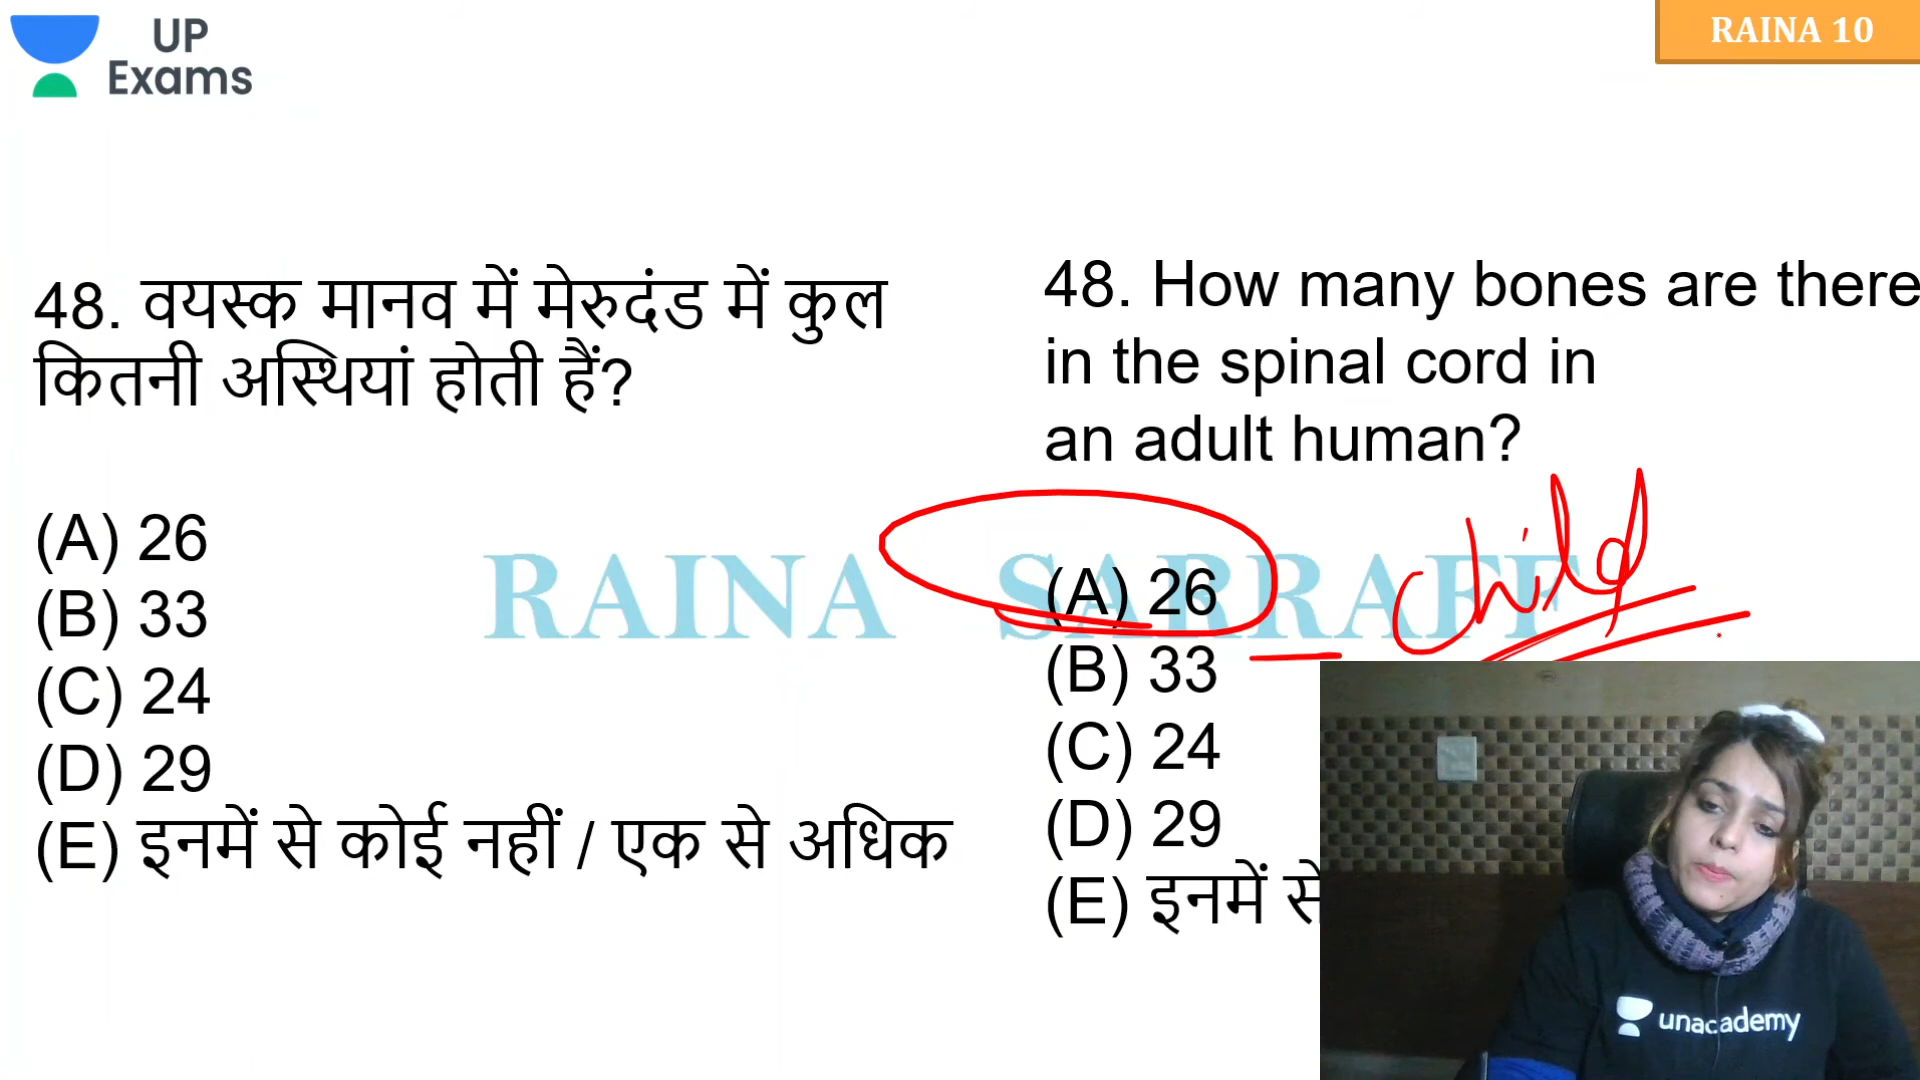 UP
Exams
RAINA 10
48. वयस्क मानव में मेरुदंड में कुल
कितनी अस्थियां होती हैं?
(A) 26
(B) 33
(C) 24
(D) 29
(E) इनमें से कोई नहीं / एक से अधिक
RAINA SARRAFF
48. How many bones are there
in the spinal cord in
an adult human?
(A) 26
(B) 33
child
(C) 24
(D) 29
(E) इनमें से
unacademy